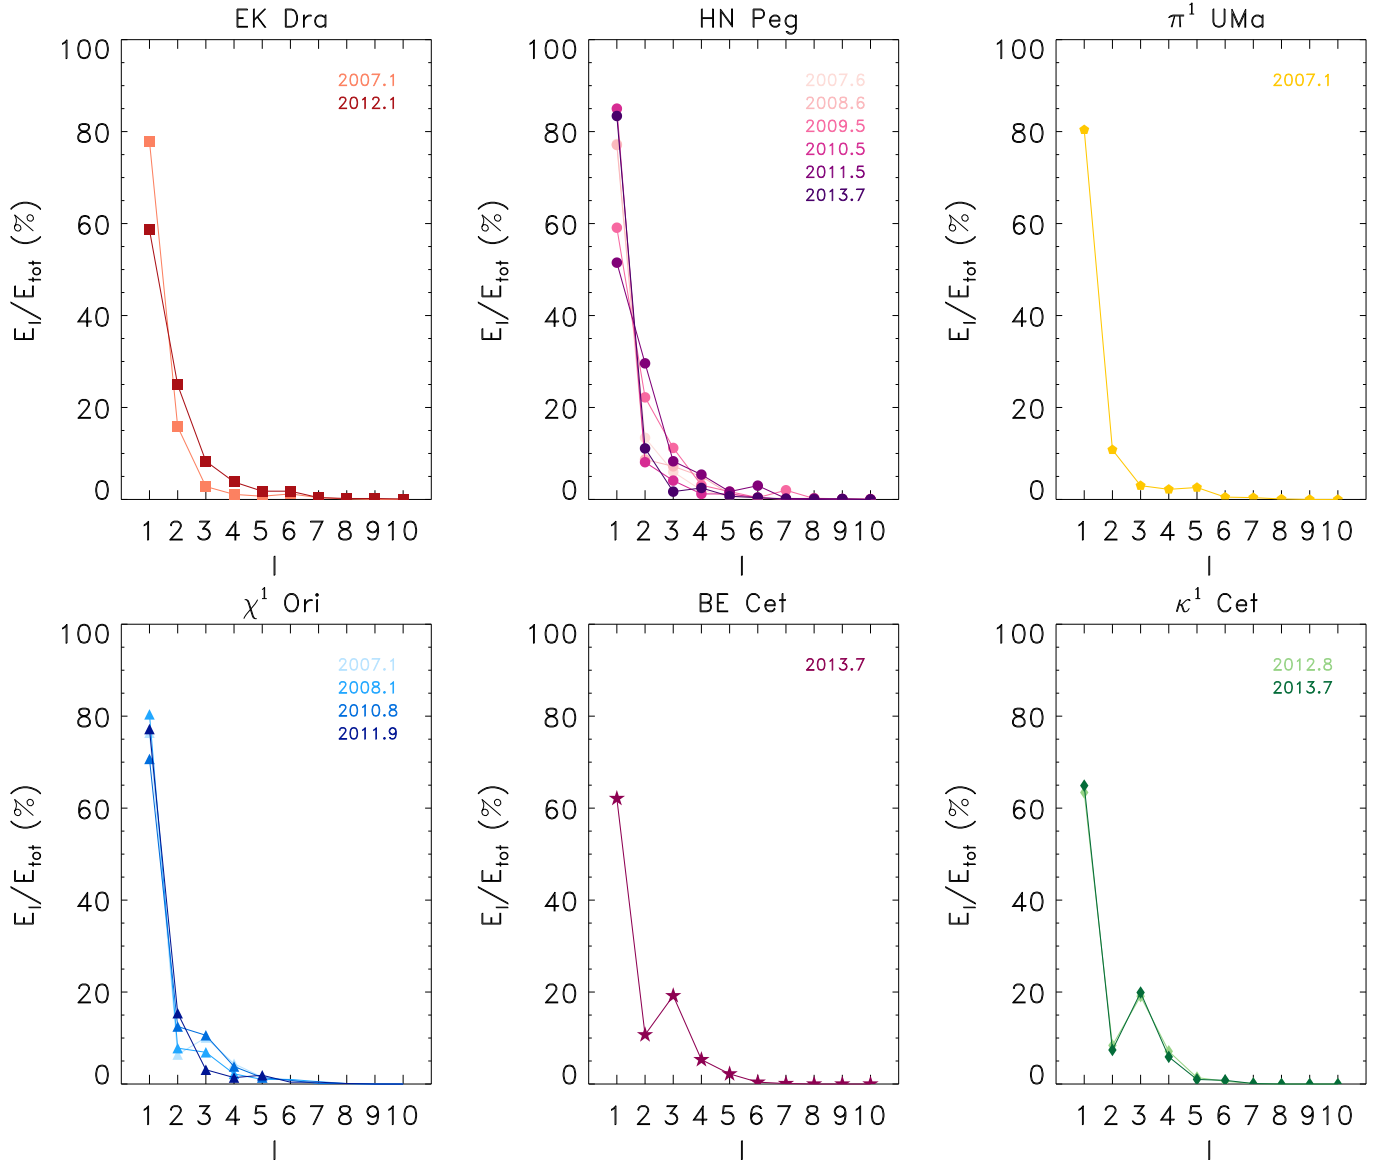 EK Dra
100
80
60
40
20
0
E_l/E_tot (%)
2007.1
2012.1
1 2 3 4 5 6 7 8 9 10
l
HN Peg
100
80
60
40
20
0
E_l/E_tot (%)
2007.6
2008.6
2009.5
2010.5
2011.5
2013.7
1 2 3 4 5 6 7 8 9 10
l
π¹ UMa
100
80
60
40
20
0
E_l/E_tot (%)
2007.1
1 2 3 4 5 6 7 8 9 10
l
χ¹ Ori
100
80
60
40
20
0
E_l/E_tot (%)
2007.1
2008.1
2010.8
2011.9
1 2 3 4 5 6 7 8 9 10
l
BE Cet
100
80
60
40
20
0
E_l/E_tot (%)
2013.7
1 2 3 4 5 6 7 8 9 10
l
κ¹ Cet
100
80
60
40
20
0
E_l/E_tot (%)
2012.8
2013.7
1 2 3 4 5 6 7 8 9 10
l